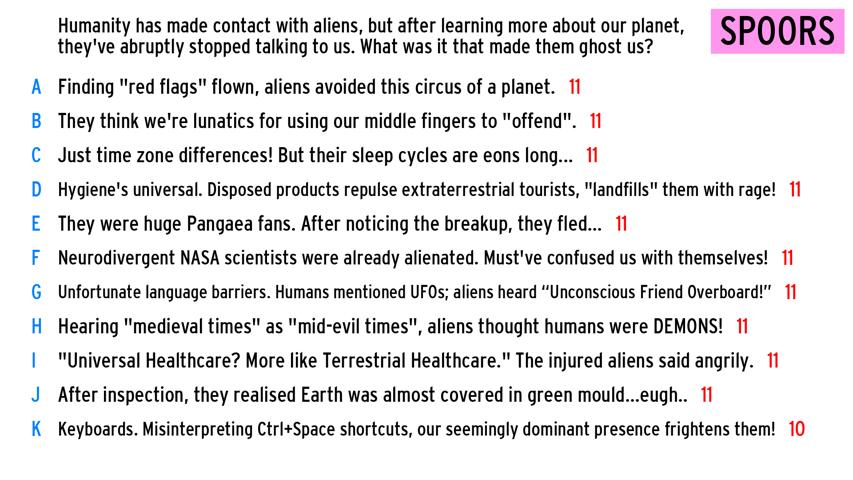 Humanity has made contact with aliens, but after learning more about our planet,
they've abruptly stopped talking to us. What was it that made them ghost us?
SPOORS
A Finding "red flags" flown, aliens avoided this circus of a planet. 11
B They think we're lunatics for using our middle fingers to "offend". 11
C Just time zone differences! But their sleep cycles are eons long... 11
D Hygiene's universal. Disposed products repulse extraterrestrial tourists, "landfills" them with rage! 11
E They were huge Pangaea fans. After noticing the breakup, they fled... 11
F Neurodivergent NASA scientists were already alienated. Must've confused us with themselves! 11
G Unfortunate language barriers. Humans mentioned UFOs; aliens heard “Unconscious Friend Overboard!” 11
H Hearing "medieval times" as "mid-evil times", aliens thought humans were DEMONS! 11
I "Universal Healthcare? More like Terrestrial Healthcare." The injured aliens said angrily. 11
J After inspection, they realised Earth was almost covered in green mould...eugh.. 11
K Keyboards. Misinterpreting Ctrl+Space shortcuts, our seemingly dominant presence frightens them! 10